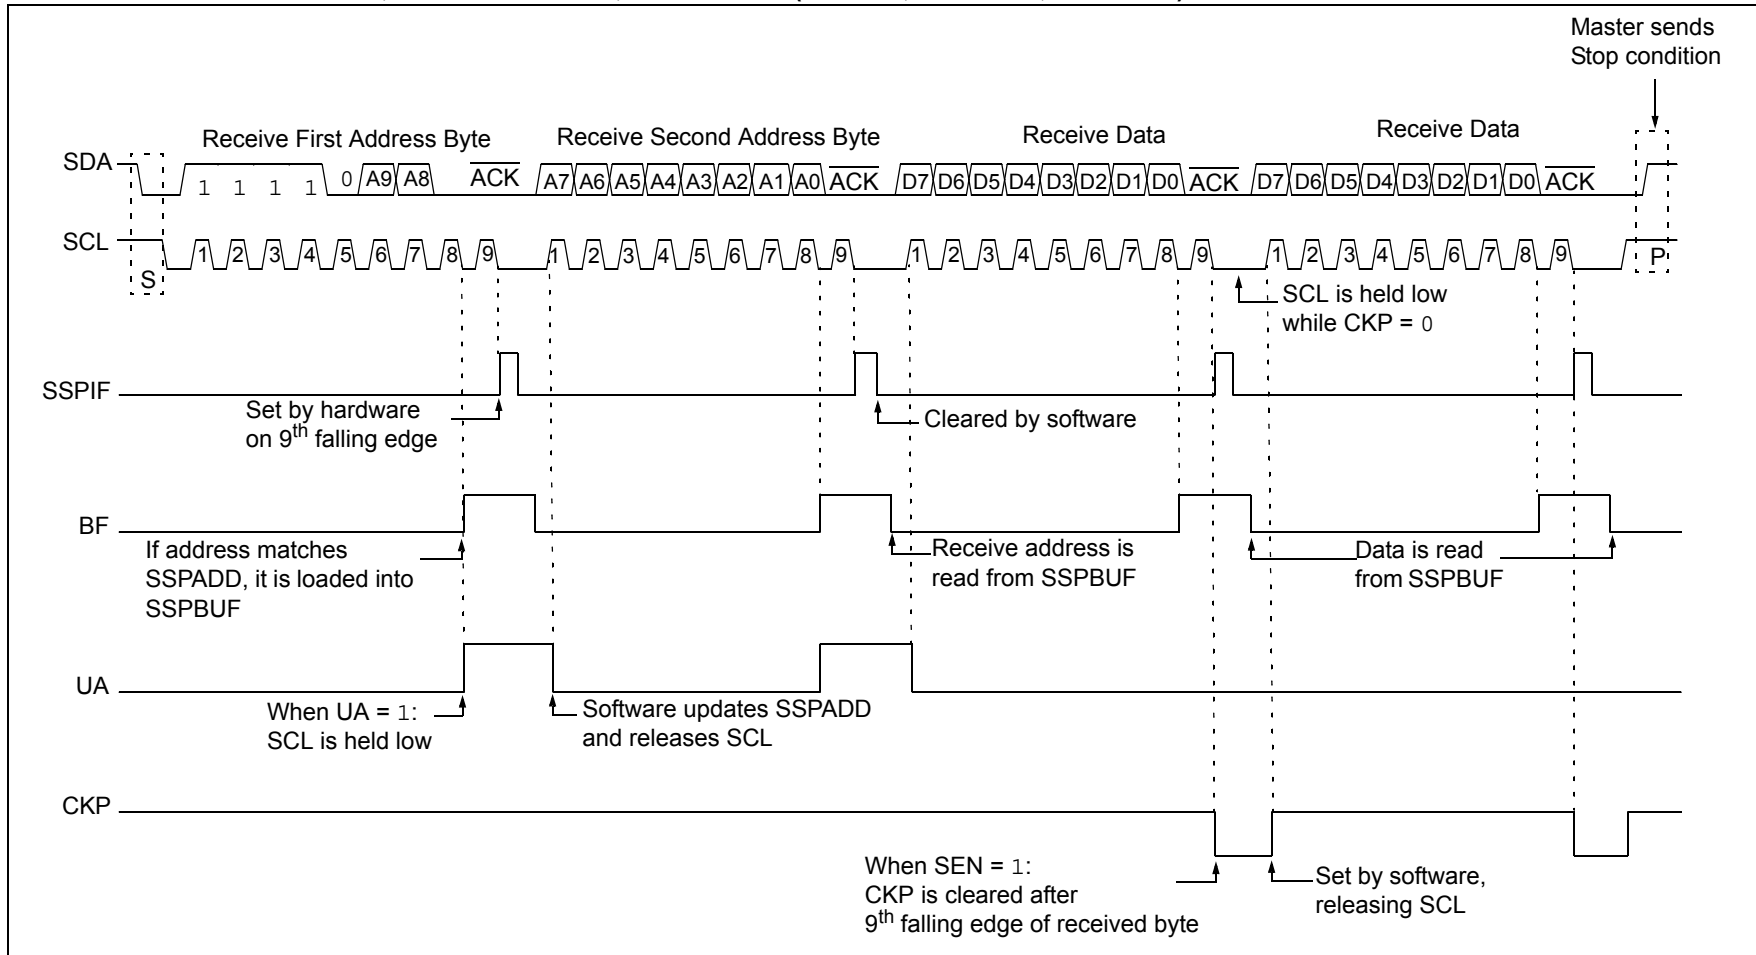 Master sends
Stop condition
Receive First Address Byte
Receive Second Address Byte
Receive Data
Receive Data
SDA
1 1 1 1 0 A9 A8 ACK A7 A6 A5 A4 A3 A2 A1 A0 ACK D7 D6 D5 D4 D3 D2 D1 D0 ACK D7 D6 D5 D4 D3 D2 D1 D0 ACK
SCL
S 1 2 3 4 5 6 7 8 9 1 2 3 4 5 6 7 8 9 1 2 3 4 5 6 7 8 9 1 2 3 4 5 6 7 8 9 P
SCL is held low
while CKP = 0
SSPIF
Set by hardware
on 9th falling edge
Cleared by software
BF
If address matches
SSPADD, it is loaded into
SSPBUF
Receive address is
read from SSPBUF
Data is read
from SSPBUF
UA
When UA = 1:
SCL is held low
Software updates SSPADD
and releases SCL
CKP
When SEN = 1:
CKP is cleared after
9th falling edge of received byte
Set by software,
releasing SCL